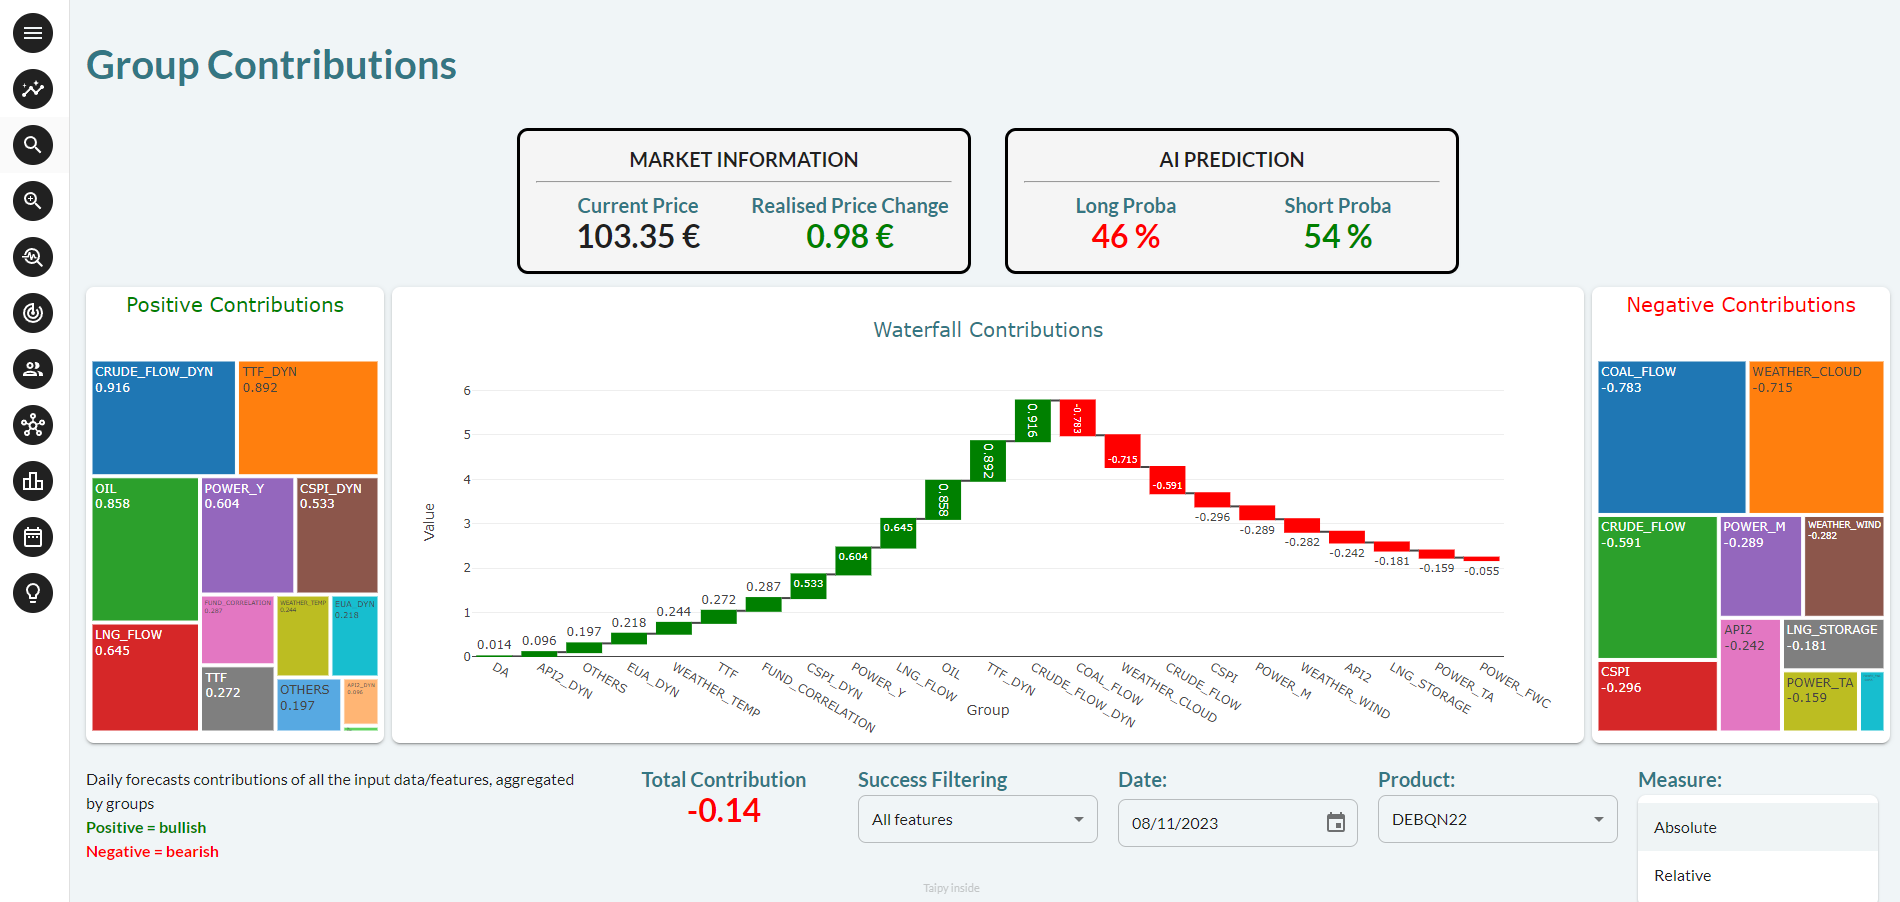 Group Contributions
MARKET INFORMATION
Current Price
Realised Price Change
103.35 €
0.98 €
AI PREDICTION
Long Proba
Short Proba
46 %
54 %
Positive Contributions
CRUDE_FLOW_DYN
0.916
TTF_DYN
0.892
OIL
0.858
POWER_Y
0.604
CSPI_DYN
0.533
LNG_FLOW
0.645
FUND_CORRELATION
0.287
WEATHER_TEMP
0.244
EUA_DYN
0.218
TTF
0.272
OTHERS
0.197
API2_DYN
0.096
Waterfall Contributions
Value
6
5
4
3
2
1
0
0.014
0.096
0.197
0.218
0.244
0.272
0.287
0.533
0.604
0.645
0.858
0.892
0.916
-0.783
-0.715
-0.591
-0.296
-0.289
-0.282
-0.242
-0.181
-0.159
-0.055
DA
API2_DYN
OTHERS
EUA_DYN
WEATHER_TEMP
TTF
FUND_CORRELATION
CSPI_DYN
POWER_Y
LNG_FLOW
OIL
TTF_DYN
CRUDE_FLOW_DYN
COAL_FLOW
WEATHER_CLOUD
CRUDE_FLOW
CSPI
POWER_M
WEATHER_WIND
API2
LNG_STORAGE
POWER_TA
POWER_FWC
Group
Negative Contributions
COAL_FLOW
-0.783
WEATHER_CLOUD
-0.715
CRUDE_FLOW
-0.591
POWER_M
-0.289
WEATHER_WIND
-0.282
CSPI
-0.296
API2
-0.242
LNG_STORAGE
-0.181
POWER_TA
-0.159
Daily forecasts contributions of all the input data/features, aggregated
by groups
Positive = bullish
Negative = bearish
Total Contribution
-0.14
Success Filtering
All features
Date:
08/11/2023
Product:
DEBQN22
Measure:
Absolute
Relative
Taipy inside